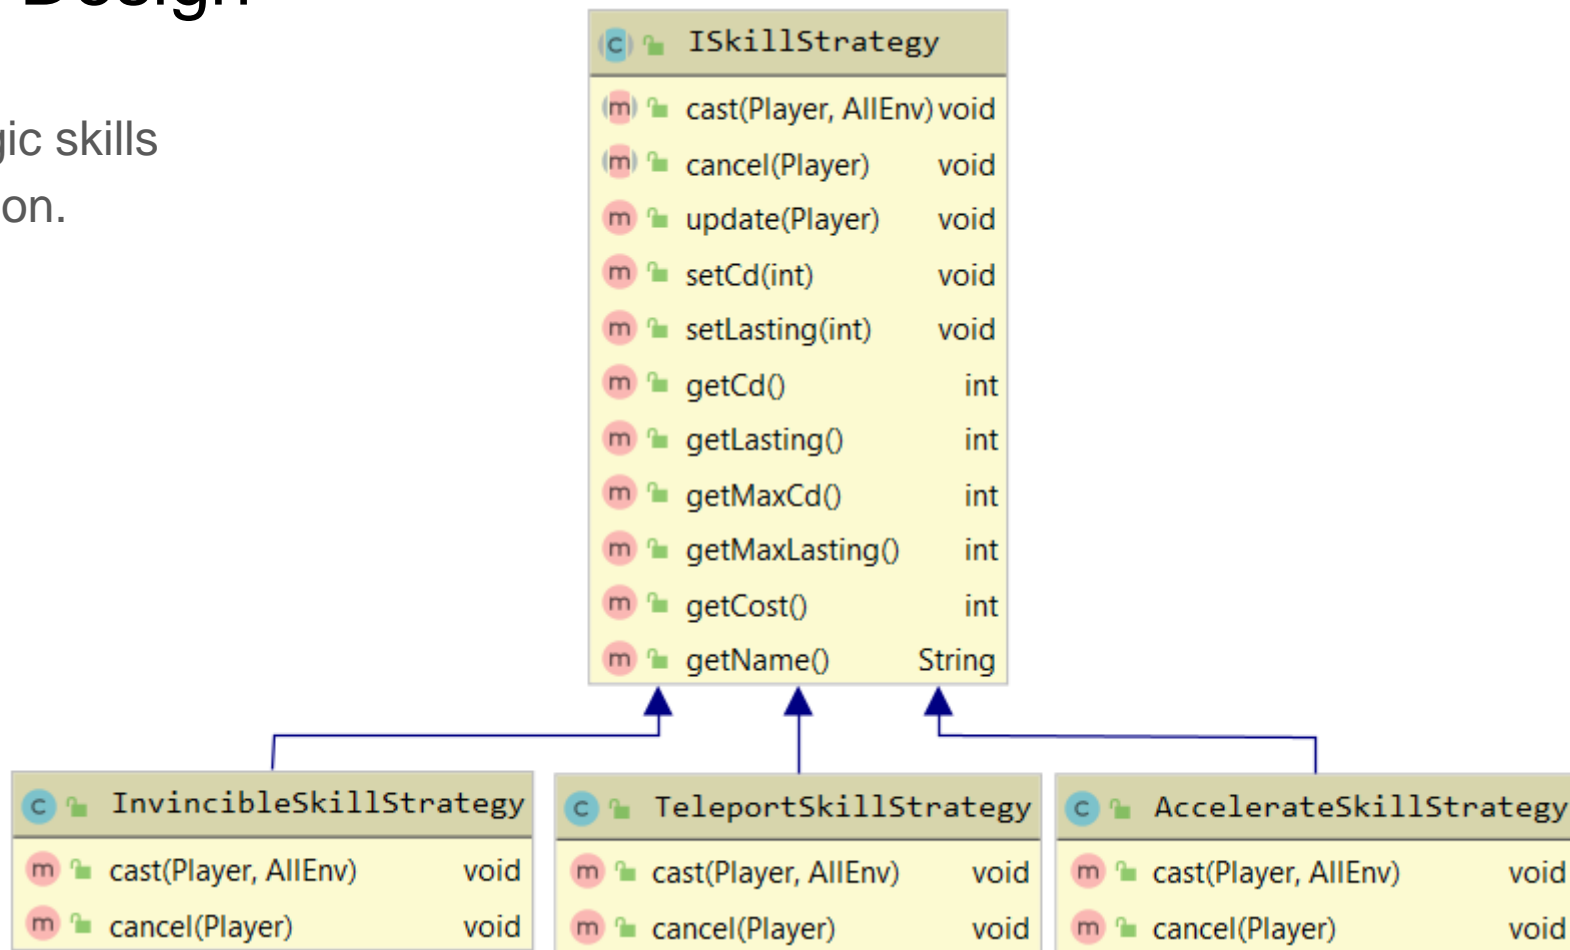 Design
gic skills
on.
ISkillStrategy
cast(Player, AllEnv) void
cancel(Player) void
update(Player) void
setCd(int) void
setLasting(int) void
getCd() int
getLasting() int
getMaxCd() int
getMaxLasting() int
getCost() int
getName() String
InvincibleSkillStrategy
cast(Player, AllEnv) void
cancel(Player) void
TeleportSkillStrategy
cast(Player, AllEnv) void
cancel(Player) void
AccelerateSkillStrategy
cast(Player, AllEnv) void
cancel(Player) void